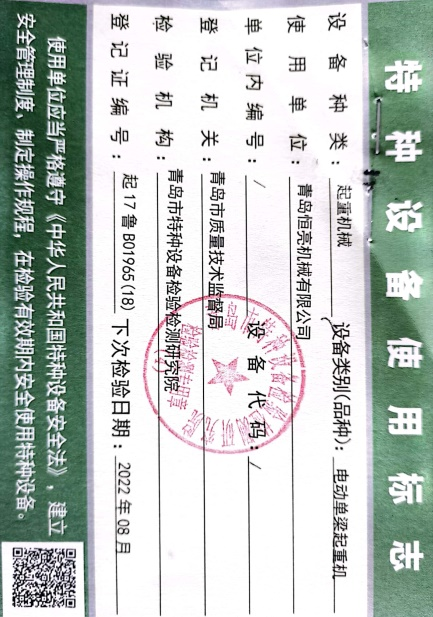 特种设备使用标志
设备种类：起重机械 设备类别(品种)：电动单梁起重机
使用单位：青岛恒亮机械有限公司
单位内编号：/ 设备代码：/
登记机关：青岛市质量技术监督局
检验机构：青岛市特种设备检验检测研究院
登记证编号：起17鲁B01965(18) 下次检验日期：2022年08月
使用单位应当严格遵守《中华人民共和国特种设备安全法》，建立
安全管理制度，制定操作规程，在检验有效期内安全使用特种设备。